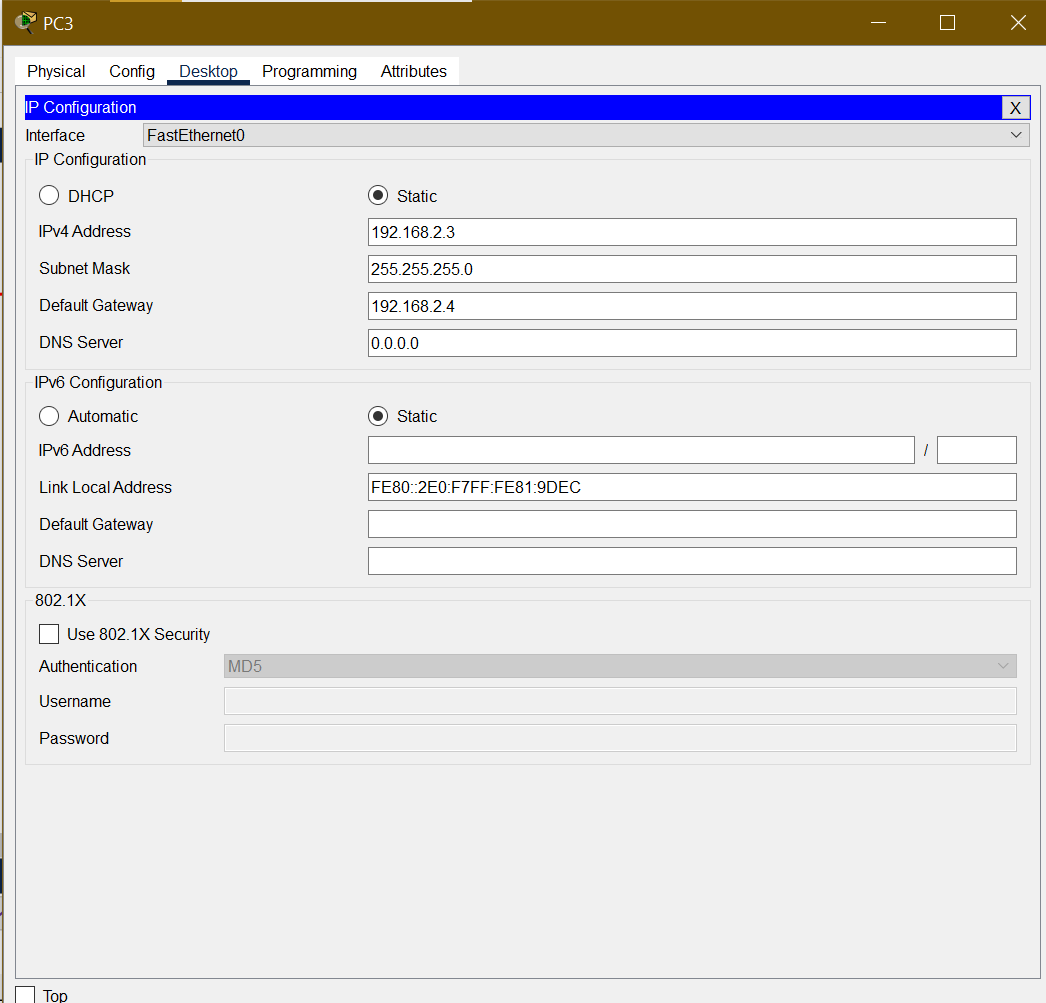 PC3
Physical Config Desktop Programming Attributes
IP Configuration X
Interface FastEthernet0
IP Configuration
DHCP Static
IPv4 Address 192.168.2.3
Subnet Mask 255.255.255.0
Default Gateway 192.168.2.4
DNS Server 0.0.0.0
IPv6 Configuration
Automatic Static
IPv6 Address /
Link Local Address FE80::2E0:F7FF:FE81:9DEC
Default Gateway
DNS Server
802.1X
Use 802.1X Security
Authentication MD5
Username
Password
Top